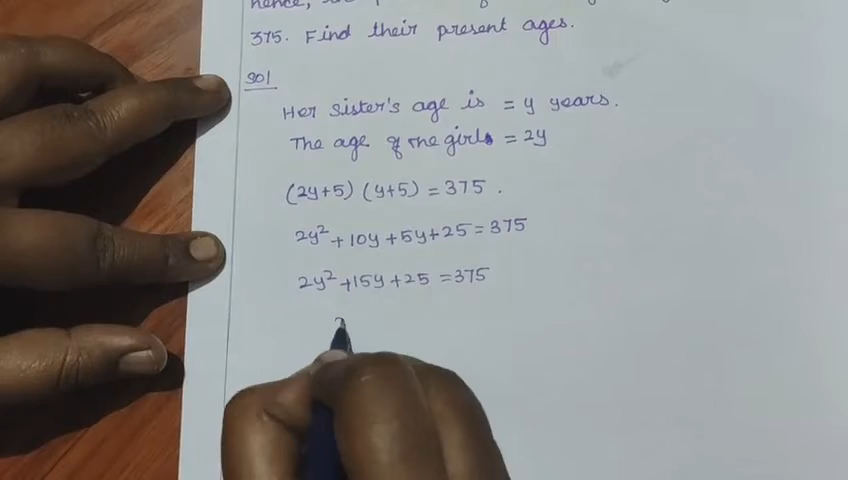 hence,
375. Find their present ages.
sol
Her sister's age is = y years.
The age of the girls = 2y
(2y+5) (y+5) = 375 .
2y²+10y+5y+25=375
2y²+15y+25 =375